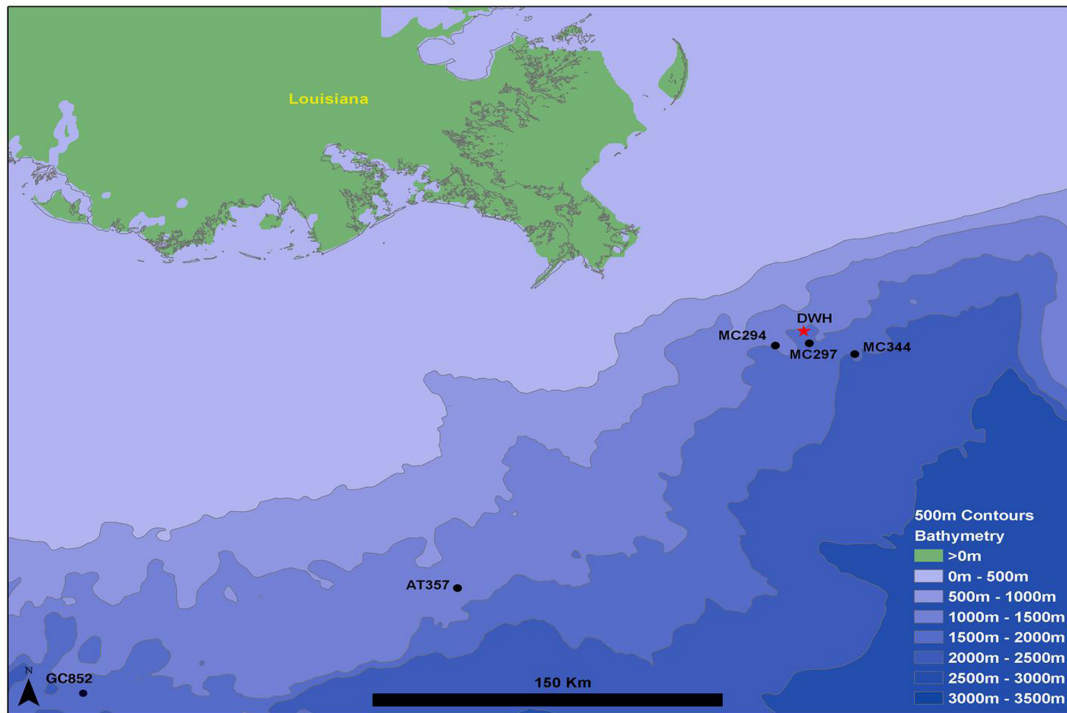 Louisiana
DWH
MC294
MC297
MC344
AT357
GC852
N
150 Km
500m Contours
Bathymetry
>0m
0m - 500m
500m - 1000m
1000m - 1500m
1500m - 2000m
2000m - 2500m
2500m - 3000m
3000m - 3500m